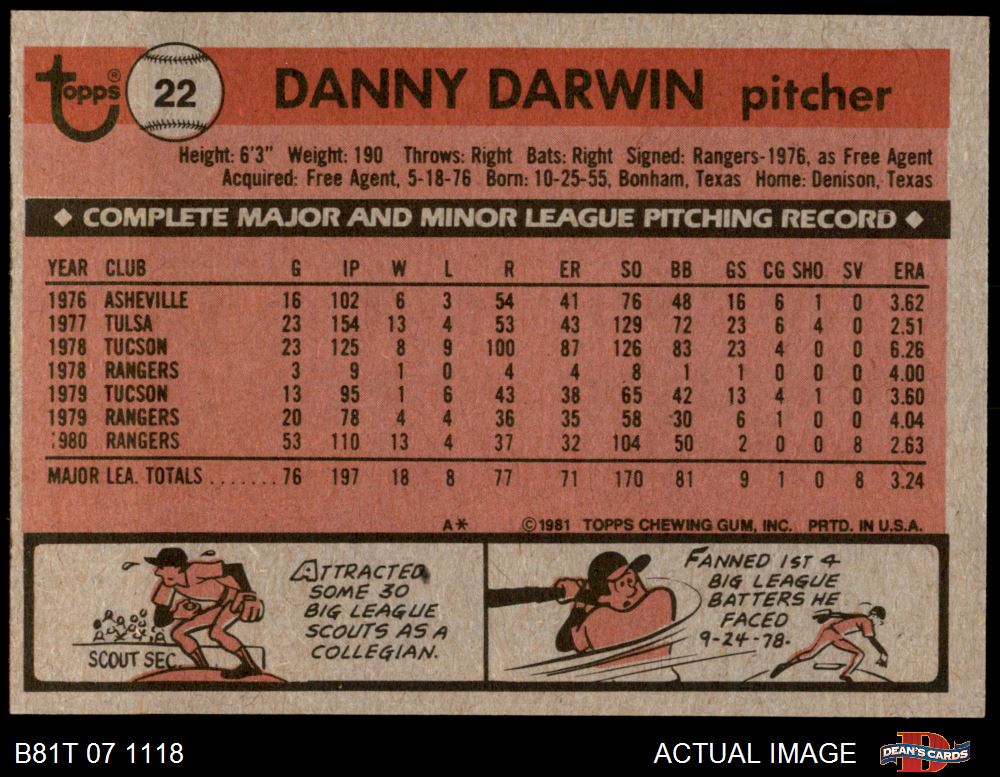 Topps® 22 DANNY DARWIN pitcher
Height: 6'3" Weight: 190 Throws: Right Bats: Right Signed: Rangers-1976, as Free Agent
Acquired: Free Agent, 5-18-76 Born: 10-25-55, Bonham, Texas Home: Denison, Texas
◆ COMPLETE MAJOR AND MINOR LEAGUE PITCHING RECORD ◆
YEAR CLUB G IP W L R ER SO BB GS CG SHO SV ERA
1976 ASHEVILLE 16 102 6 3 54 41 76 48 16 6 1 0 3.62
1977 TULSA 23 154 13 4 53 43 129 72 23 6 4 0 2.51
1978 TUCSON 23 125 8 9 100 87 126 83 23 4 0 0 6.26
1978 RANGERS 3 9 1 0 4 4 8 1 1 0 0 0 4.00
1979 TUCSON 13 95 1 6 43 38 65 42 13 4 1 0 3.60
1979 RANGERS 20 78 4 4 36 35 58 30 6 1 0 0 4.04
1980 RANGERS 53 110 13 4 37 32 104 50 2 0 0 8 2.63
MAJOR LEA. TOTALS ....... 76 197 18 8 77 71 170 81 9 1 0 8 3.24
A* ©1981 TOPPS CHEWING GUM, INC. PRTD. IN U.S.A.
ATTRACTED
SOME 30
BIG LEAGUE
SCOUTS AS A
COLLEGIAN.
SCOUT SEC.
FANNED 1ST 4
BIG LEAGUE
BATTERS HE
FACED
9-24-78.
B81T 07 1118 ACTUAL IMAGE DEAN'S CARDS